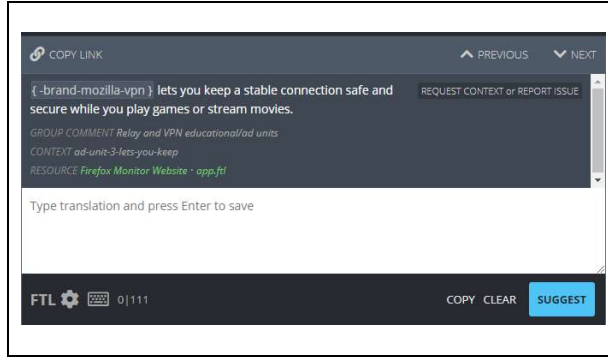 COPY LINK
PREVIOUS
NEXT
{ -brand-mozilla-vpn } lets you keep a stable connection safe and
secure while you play games or stream movies.
REQUEST CONTEXT or REPORT ISSUE
GROUP COMMENT Relay and VPN educational/ad units
CONTEXT ad-unit-3-lets-you-keep
RESOURCE Firefox Monitor Website · app.ftl
Type translation and press Enter to save
FTL
0|111
COPY
CLEAR
SUGGEST